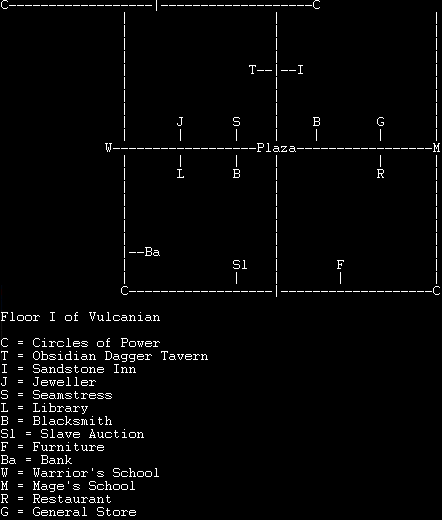 C C
T I
J S B G
W Plaza M
L B R
Ba
Sl F
C C
Floor I of Vulcanian
C = Circles of Power
T = Obsidian Dagger Tavern
I = Sandstone Inn
J = Jeweller
S = Seamstress
L = Library
B = Blacksmith
Sl = Slave Auction
F = Furniture
Ba = Bank
W = Warrior's School
M = Mage's School
R = Restaurant
G = General Store